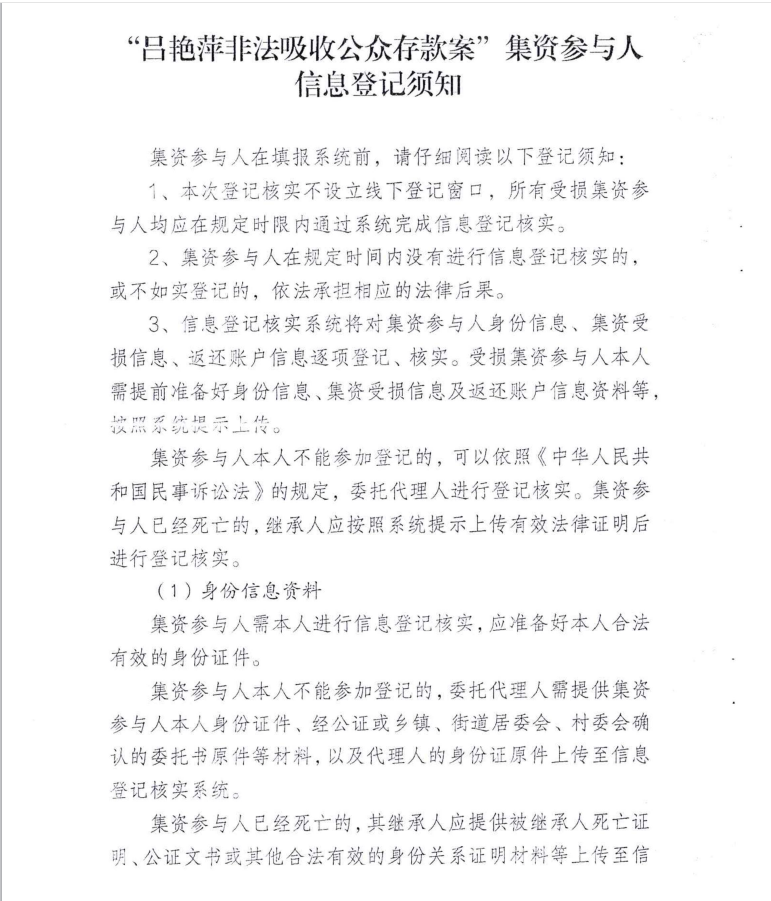 “吕艳萍非法吸收公众存款案”集资参与人
信息登记须知
集资参与人在填报系统前，请仔细阅读以下登记须知：
1、本次登记核实不设立线下登记窗口，所有受损集资参
与人均应在规定时限内通过系统完成信息登记核实。
2、集资参与人在规定时间内没有进行信息登记核实的，
或不如实登记的，依法承担相应的法律后果。
3、信息登记核实系统将对集资参与人身份信息、集资受
损信息、返还账户信息逐项登记、核实。受损集资参与人本人
需提前准备好身份信息、集资受损信息及返还账户信息资料等，
按照系统提示上传。
集资参与人本人不能参加登记的，可以依照《中华人民共
和国民事诉讼法》的规定，委托代理人进行登记核实。集资参
与人已经死亡的，继承人应按照系统提示上传有效法律证明后
进行登记核实。
（1）身份信息资料
集资参与人需本人进行信息登记核实，应准备好本人合法
有效的身份证件。
集资参与人本人不能参加登记的，委托代理人需提供集资
参与人本人身份证件、经公证或乡镇、街道居委会、村委会确
认的委托书原件等材料，以及代理人的身份证原件上传至信息
登记核实系统。
集资参与人已经死亡的，其继承人应提供被继承人死亡证
明、公证文书或其他合法有效的身份关系证明材料等上传至信